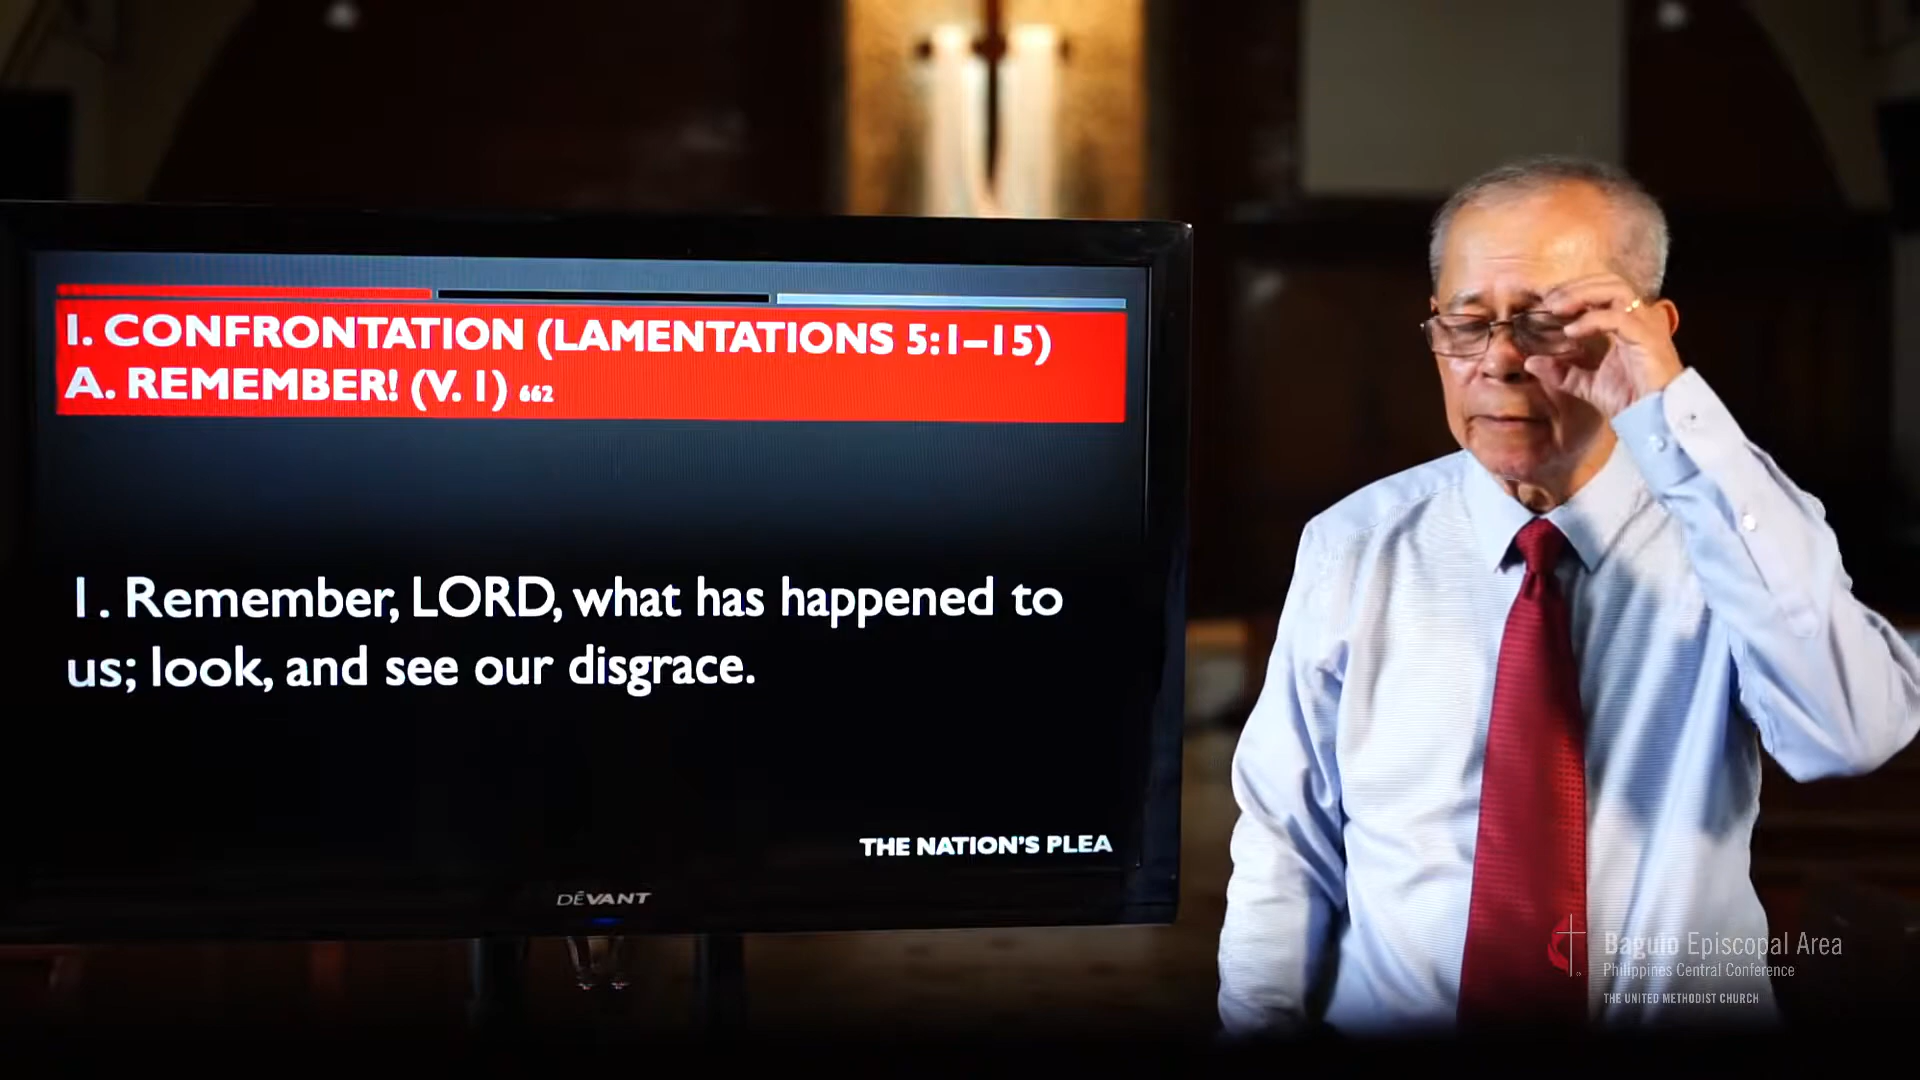 I. CONFRONTATION (LAMENTATIONS 5:1–15)
A. REMEMBER! (V. 1) 662
1. Remember, LORD, what has happened to
us; look, and see our disgrace.
THE NATION'S PLEA
DEVANT
Baguio Episcopal Area
Philippines Central Conference
THE UNITED METHODIST CHURCH